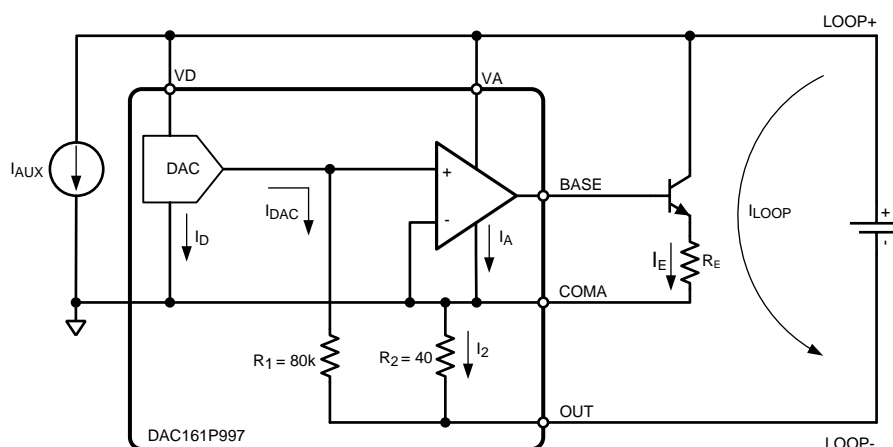 LOOP+
VD
VA
IAUX
DAC
+
-
BASE
IDAC
ID
IA
IE
RE
ILOOP
+
-
COMA
R1 = 80k
R2 = 40
I2
OUT
DAC161P997
LOOP-